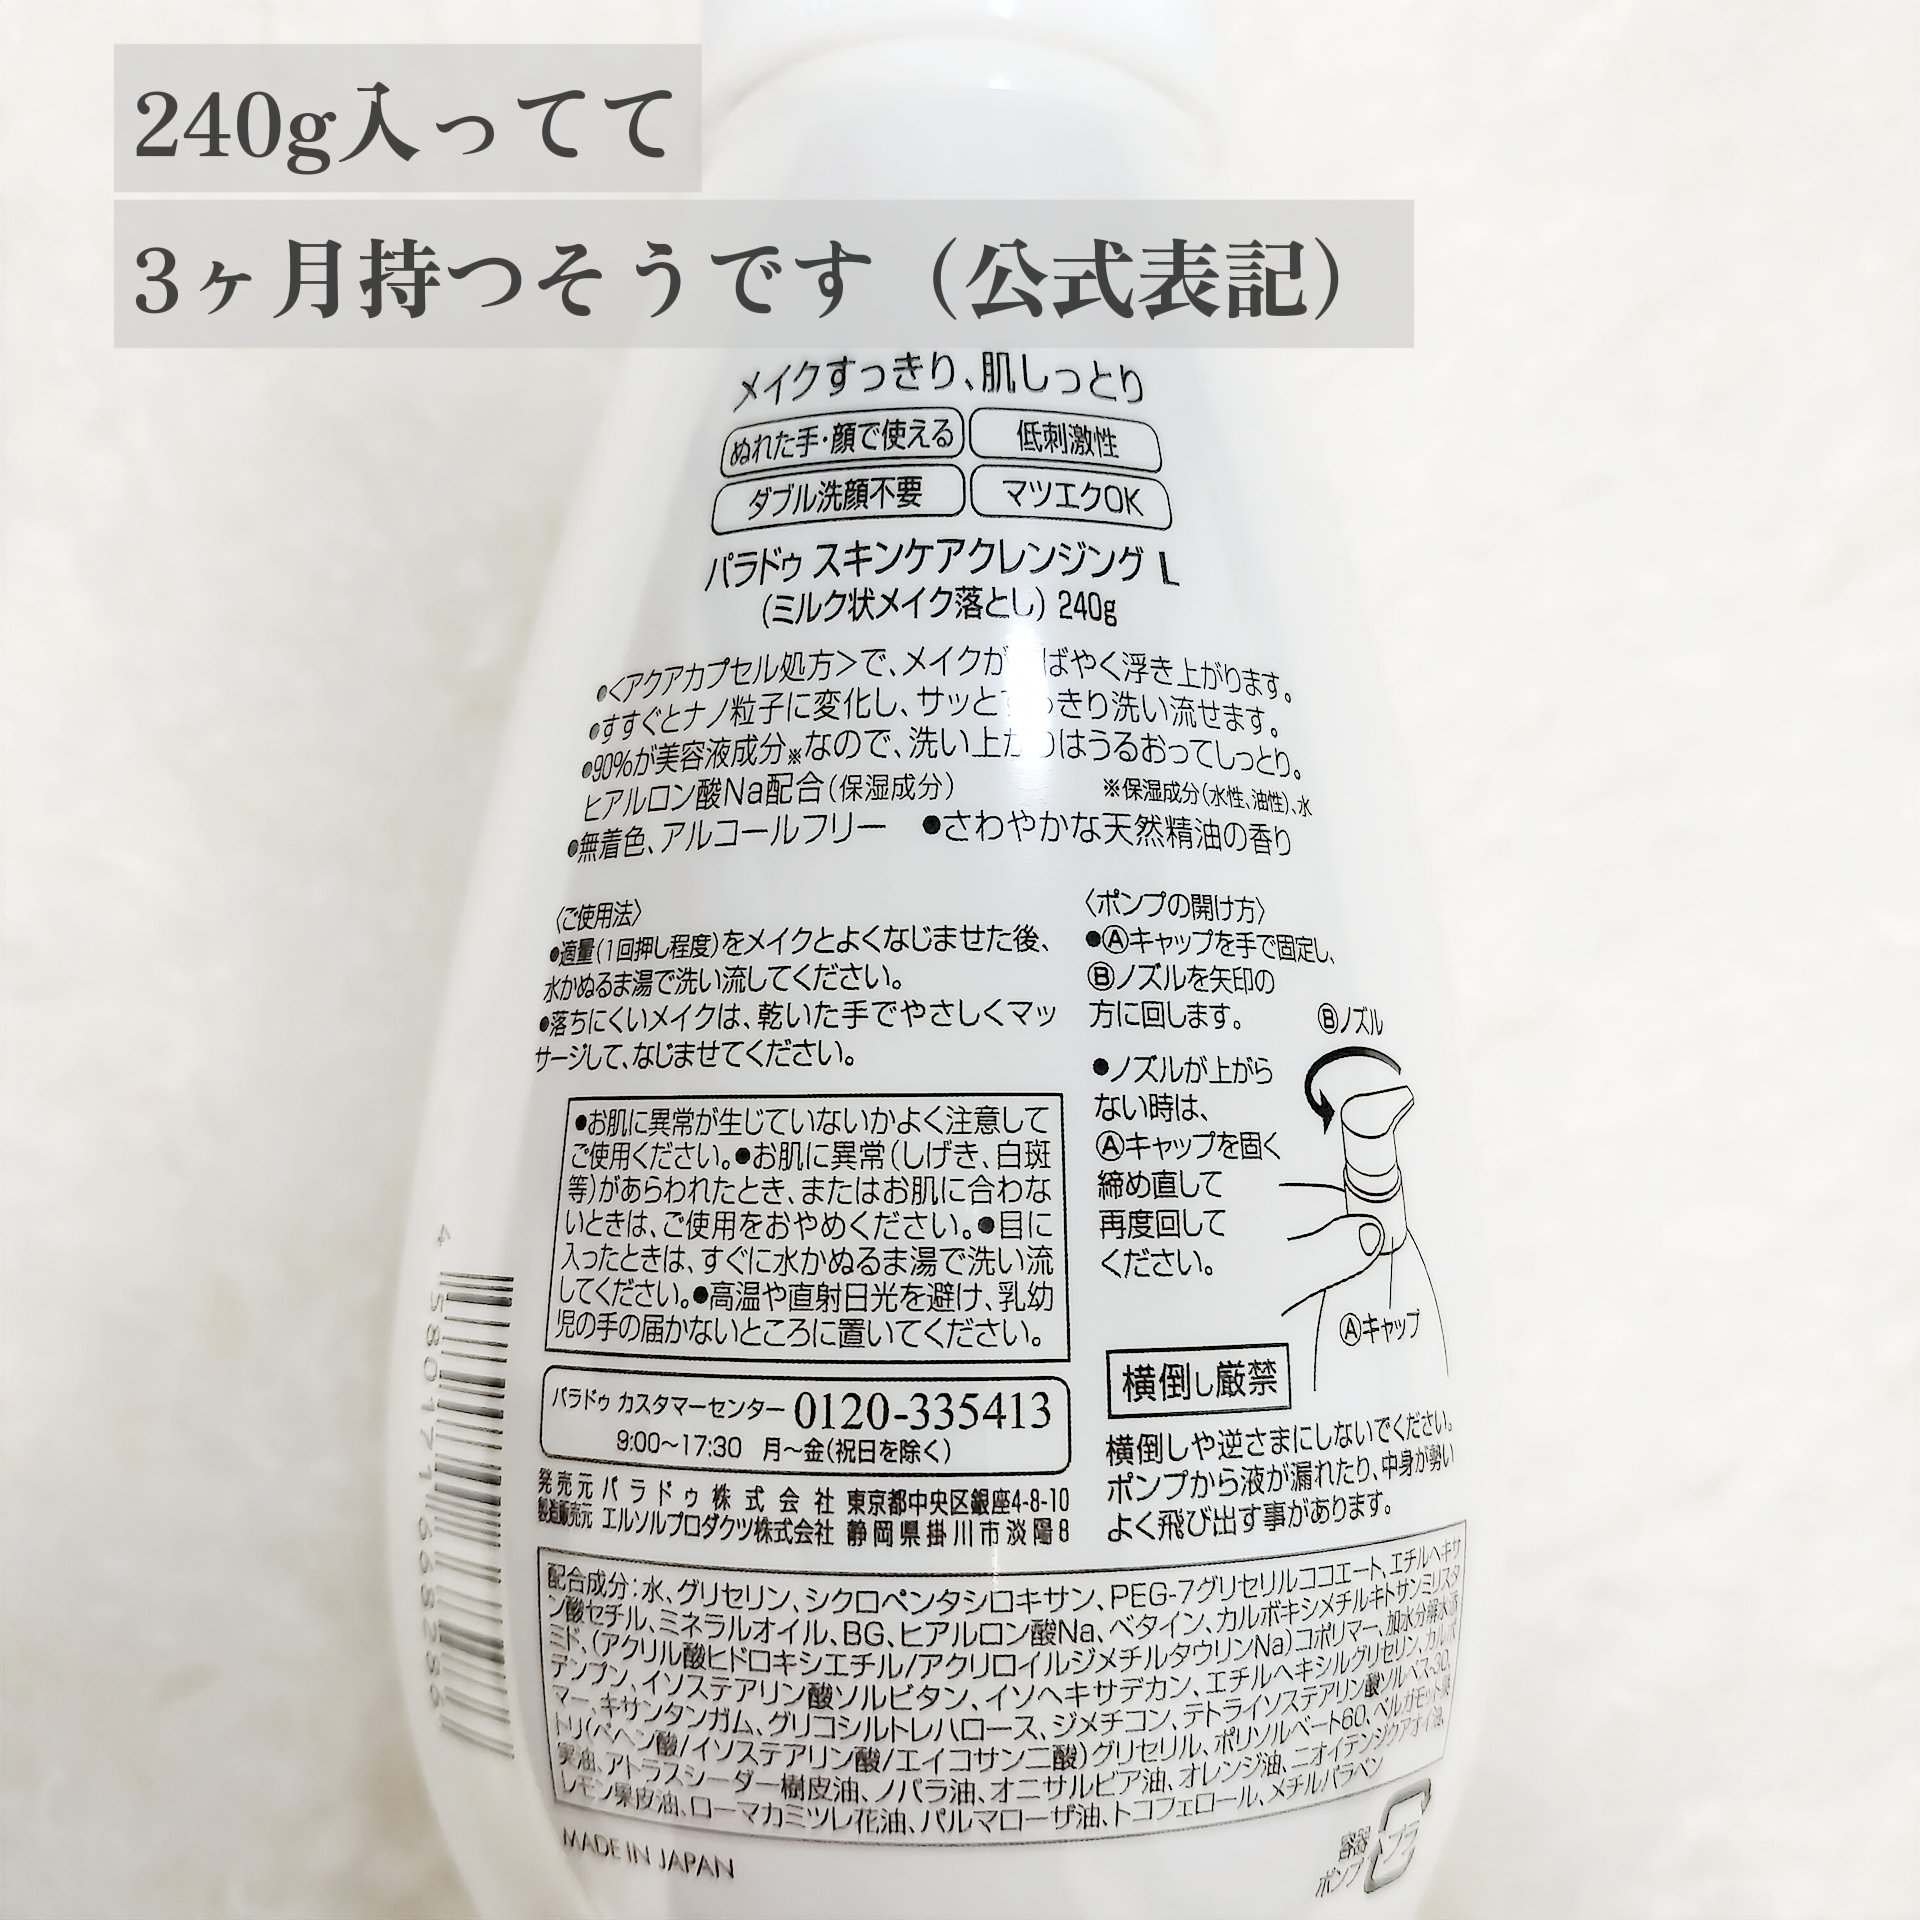 240g入ってて
3ヶ月持つそうです（公式表記）
メイクすっきり、肌しっとり
ぬれた手・顔で使える 低刺激性
ダブル洗顔不要 マツエクOK
パラドゥ スキンケアクレンジング L
(ミルク状メイク落とし) 240g
●〈アクアカプセル処方〉で、メイクが ばやく浮き上がります。
●すすぐとナノ粒子に変化し、サッと きり洗い流せます。
●90%が美容液成分※なので、洗い上がりはうるおってしっとり。
ヒアルロン酸Na配合(保湿成分) ※保湿成分(水性、油性)、水
●無着色、アルコールフリー ●さわやかな天然精油の香り
〈ご使用法〉
●適量(1回押し程度)をメイクとよくなじませた後、
水かぬるま湯で洗い流してください。
●落ちにくいメイクは、乾いた手でやさしくマッ
サージして、なじませてください。
〈ポンプの開け方〉
●Ⓐキャップを手で固定し、
Ⓑノズルを矢印の
方に回します。
Ⓑノズル
●ノズルが上がら
ない時は、
Ⓐキャップを固く
締め直して
再度回して
ください。
Ⓐキャップ
●お肌に異常が生じていないかよく注意して
ご使用ください。●お肌に異常(しげき、白斑
等)があらわれたとき、またはお肌に合わな
いときは、ご使用をおやめください。●目に
入ったときは、すぐに水かぬるま湯で洗い流
してください。●高温や直射日光を避け、乳幼
児の手の届かないところに置いてください。
横倒し厳禁
横倒しや逆さまにしないでください。
ポンプから液が漏れたり、中身が勢い
よく飛び出す事があります。
パラドゥ カスタマーセンター 0120-335413
9:00〜17:30 月〜金(祝日を除く)
発売元 パラドゥ株式会社 東京都中央区銀座4-8-10
製造販売元 エルソルプロダクツ株式会社 静岡県掛川市淡陽8
4 580171 668286
配合成分：水、グリセリン、シクロペンタシロキサン、PEG-7グリセリルココエート、エチルヘキサ
ン酸セチル、ミネラルオイル、BG、ヒアルロン酸Na、ベタイン、カルボキシメチルキトサンミリスタ
ミド、(アクリル酸ヒドロキシエチル/アクリロイルジメチルタウリンNa)コポリマー、加水分解水添
デンプン、イソステアリン酸ソルビタン、イソヘキサデカン、エチルヘキシルグリセリン、カルボ
マー、キサンタンガム、グリコシルトレハロース、ジメチコン、テトライソステアリン酸ソルベス-30、
トリ(ベヘン酸/イソステアリン酸/エイコサン二酸)グリセリル、ポリソルベート60、ベルガモット果
実油、アトラスシーダー樹皮油、ノバラ油、オニサルビア油、オレンジ油、ニオイテンジクアオイ油、
レモン果皮油、ローマカミツレ花油、パルマローザ油、トコフェロール、メチルパラベン
MADE IN JAPAN
容器
ポンプ
プラ